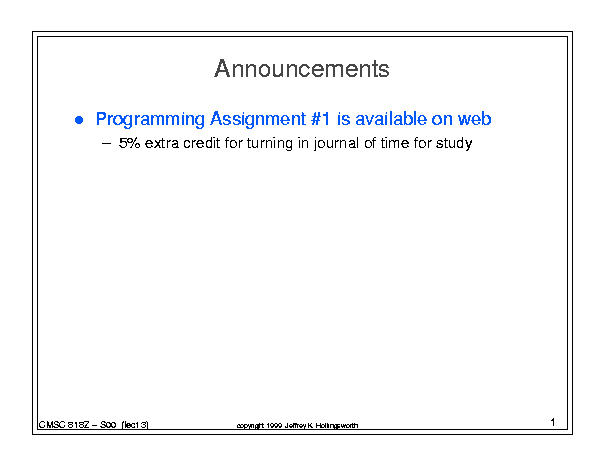 Announcements
● Programming Assignment #1 is available on web
– 5% extra credit for turning in journal of time for study
CMSC 818Z – S00 (lect 3)
copyright 1999 Jeffrey K. Hollingsworth
1